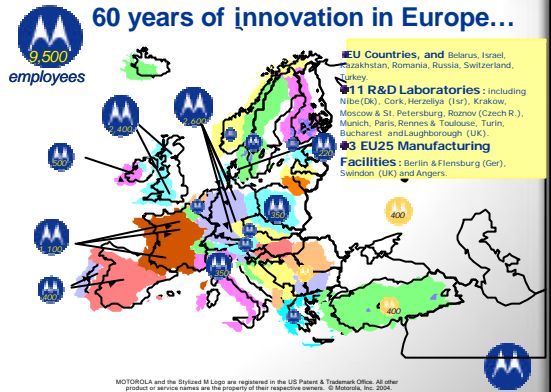 60 years of innovation in Europe…
9,500
employees
EU Countries, and Belarus, Israel,
Kazakhstan, Romania, Russia, Switzerland,
Turkey.
11 R&D Laboratories: including
Nibe(Dk), Cork, Herzeliya (Isr), Krakow,
Moscow & St. Petersburg, Roznov (Czech R.),
Munich, Paris, Rennes & Toulouse, Turin,
Bucharest and Laughborough (UK).
3 EU25 Manufacturing
Facilities: Berlin & Flensburg (Ger),
Swindon (UK) and Angers.
2,400
2,600
500
220
350
400
,100
350
400
400
MOTOROLA and the Stylized M Logo are registered in the US Patent & Trademark Office. All other
product or service names are the property of their respective owners. © Motorola, Inc. 2004.